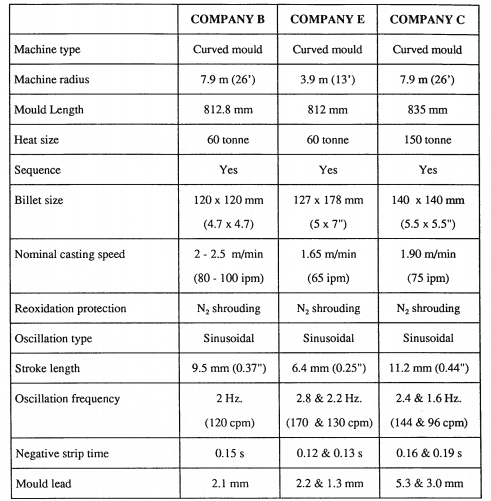 COMPANY B COMPANY E COMPANY C
Machine type Curved mould Curved mould Curved mould
Machine radius 7.9 m (26') 3.9 m (13') 7.9 m (26')
Mould Length 812.8 mm 812 mm 835 mm
Heat size 60 tonne 60 tonne 150 tonne
Sequence Yes Yes Yes
Billet size 120 x 120 mm 127 x 178 mm 140 x 140 mm
(4.7 x 4.7) (5 x 7") (5.5 x 5.5")
Nominal casting speed 2 - 2.5 m/min 1.65 m/min 1.90 m/min
(80 - 100 ipm) (65 ipm) (75 ipm)
Reoxidation protection N₂ shrouding N₂ shrouding N₂ shrouding
Oscillation type Sinusoidal Sinusoidal Sinusoidal
Stroke length 9.5 mm (0.37") 6.4 mm (0.25") 11.2 mm (0.44")
Oscillation frequency 2 Hz. 2.8 & 2.2 Hz. 2.4 & 1.6 Hz.
(120 cpm) (170 & 130 cpm) (144 & 96 cpm)
Negative strip time 0.15 s 0.12 & 0.13 s 0.16 & 0.19 s
Mould lead 2.1 mm 2.2 & 1.3 mm 5.3 & 3.0 mm